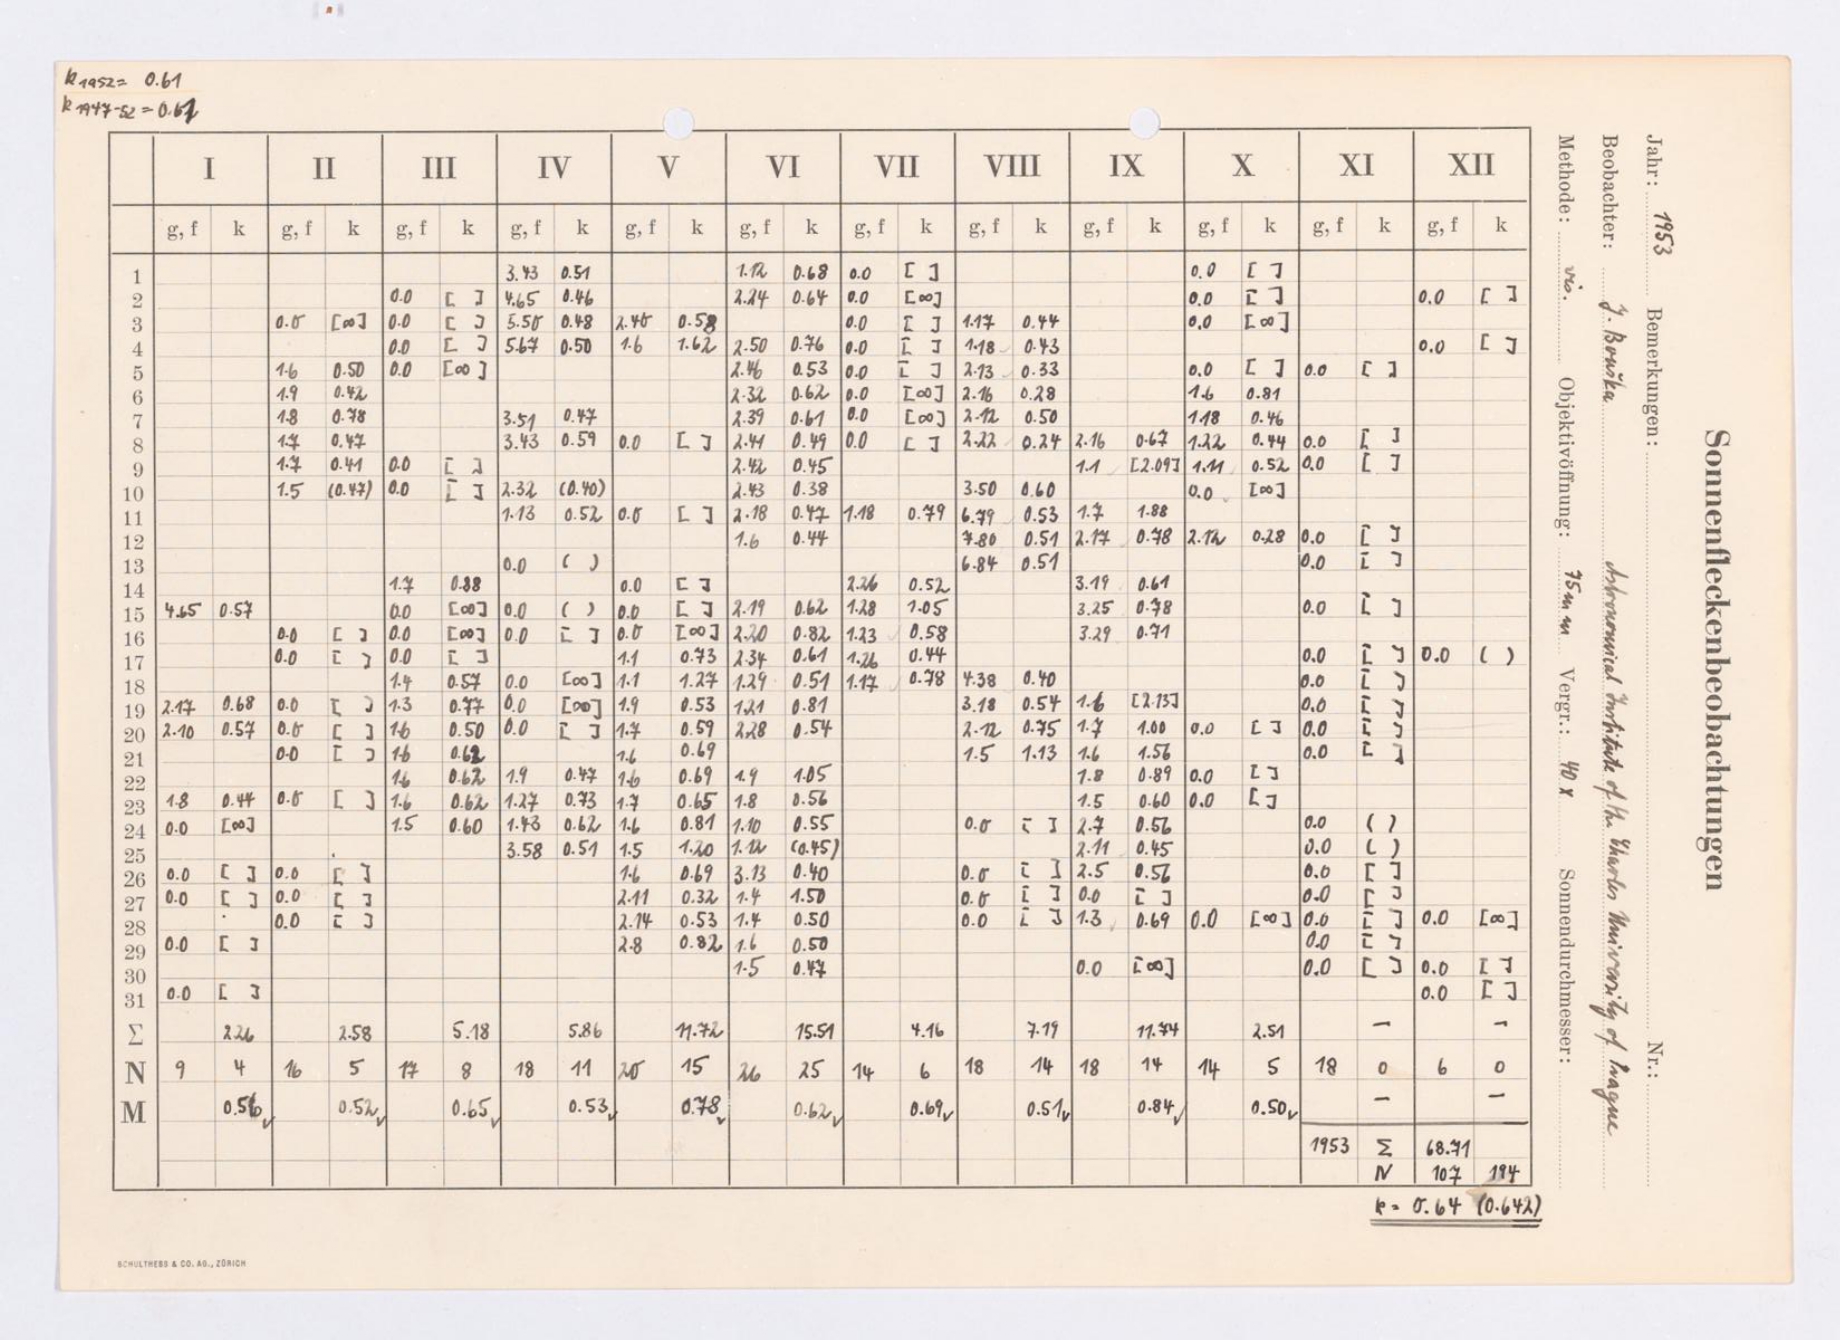 k 1952 = 0.61
k 1947-52 = 0.61
I II III IV V VI VII VIII IX X XI XII
g, f k g, f k g, f k g, f k g, f k g, f k g, f k g, f k g, f k g, f k g, f k g, f k
1 3.43 0.51 1.12 0.68 0.0 [ ] 0.0 [ ]
2 0.0 [ ] 4.65 0.46 2.24 0.64 0.0 [∞] 0.0 [ ] 0.0 [ ]
3 0.0 [∞] 0.0 [ ] 5.50 0.48 2.40 0.58 0.0 [ ] 1.17 0.44 0.0 [∞]
4 0.0 [ ] 5.67 0.50 1.6 1.62 2.50 0.76 0.0 [ ] 1.18 0.43 0.0 [ ]
5 1.6 0.50 0.0 [∞] 2.46 0.53 0.0 [ ] 2.13 0.33 0.0 [ ] 0.0 [ ]
6 1.9 0.42 2.32 0.62 0.0 [∞] 2.16 0.28 1.6 0.81
7 1.8 0.78 3.51 0.47 2.39 0.61 0.0 [∞] 2.12 0.50 1.18 0.46
8 1.7 0.47 3.43 0.59 0.0 [ ] 2.41 0.49 0.0 [ ] 2.22 0.24 2.16 0.67 1.22 0.44 0.0 [ ]
9 1.7 0.41 0.0 [ ] 2.42 0.45 1.1 [2.09] 1.11 0.52 0.0 [ ]
10 1.5 (0.47) 0.0 [ ] 2.32 (0.40) 2.43 0.38 3.50 0.60 0.0 [∞]
11 1.13 0.52 0.0 [ ] 2.18 0.47 1.18 0.79 6.79 0.53 1.7 1.88
12 1.6 0.44 7.80 0.51 2.17 0.78 2.12 0.28 0.0 [ ]
13 0.0 ( ) 6.84 0.51 0.0 [ ]
14 1.7 0.88 0.0 [ ] 2.26 0.52 3.19 0.61
15 4.65 0.57 0.0 [∞] 0.0 ( ) 0.0 [ ] 2.19 0.62 1.28 1.05 3.25 0.78 0.0 [ ]
16 0.0 [ ] 0.0 [∞] 0.0 [ ] 0.0 [∞] 2.20 0.82 1.23 0.58 3.29 0.71
17 0.0 [ ] 0.0 [ ] 1.1 0.73 2.34 0.61 1.26 0.44 0.0 [ ] 0.0 ( )
18 1.4 0.57 0.0 [∞] 1.1 1.27 1.29 0.51 1.17 0.78 4.38 0.40 0.0 [ ]
19 2.17 0.68 0.0 [ ] 1.3 0.77 0.0 [∞] 1.9 0.53 1.21 0.81 3.18 0.54 1.6 [2.13] 0.0 [ ]
20 2.10 0.57 0.0 [ ] 1.6 0.50 0.0 [ ] 1.7 0.59 2.28 0.54 2.12 0.75 1.7 1.00 0.0 [ ] 0.0 [ ]
21 0.0 [ ] 1.6 0.62 1.6 0.69 1.5 1.13 1.6 1.56 0.0 [ ]
22 1.6 0.62 1.9 0.47 1.6 0.69 1.9 1.05 1.8 0.89 0.0 [ ]
23 1.8 0.44 0.0 [ ] 1.6 0.62 1.27 0.73 1.7 0.65 1.8 0.56 1.5 0.60 0.0 [ ]
24 0.0 [∞] 1.5 0.60 1.43 0.62 1.6 0.81 1.10 0.55 0.0 [ ] 2.7 0.56 0.0 ( )
25 3.58 0.51 1.5 1.20 1.12 (0.45) 2.11 0.45 0.0 ( )
26 0.0 [ ] 0.0 [ ] 1.6 0.69 3.13 0.40 0.0 [ ] 2.5 0.56 0.0 [ ]
27 0.0 [ ] 0.0 [ ] 2.11 0.32 1.4 1.50 0.0 [ ] 0.0 [ ] 0.0 [ ]
28 0.0 [ ] 2.14 0.53 1.4 0.50 0.0 [ ] 1.3 0.69 0.0 [∞] 0.0 [ ] 0.0 [∞]
29 0.0 [ ] 2.8 0.82 1.6 0.50 0.0 [ ]
30 1.5 0.47 0.0 [∞] 0.0 [ ] 0.0 [ ]
31 0.0 [ ] 0.0 [ ]
Σ 2.26 2.58 5.18 5.86 11.72 15.51 4.16 7.19 11.74 2.51 — —
N 9 4 16 5 17 8 18 11 20 15 26 25 14 6 18 14 18 14 14 5 18 0 6 0
M 0.56 0.52 0.65 0.53 0.78 0.62 0.69 0.51 0.84 0.50 — —
1953 Σ 68.71
N 107 194
k = 0.64 (0.642)
SCHULTHESS & CO. AG., ZÜRICH
Sonnenfleckenbeobachtungen
Jahr: 1953 Bemerkungen: Nr.:
Beobachter: J. Bouška Astronomical Institute of the Charles University of Prague
Methode: vis. Objektivöffnung: 75 mm Vergr.: 40 x Sonnendurchmesser: